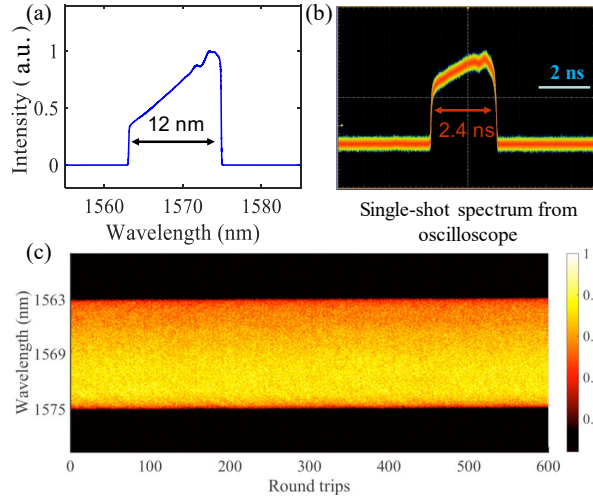 (a)
Intensity ( a.u.)
1
0.5
0
12 nm
1560
1570
1580
Wavelength (nm)
(b)
2 ns
2.4 ns
Single-shot spectrum from
oscilloscope
(c)
Wavelength (nm)
1563
1569
1575
0
100
200
300
400
500
600
Round trips
1
0.
0.
0.
0.